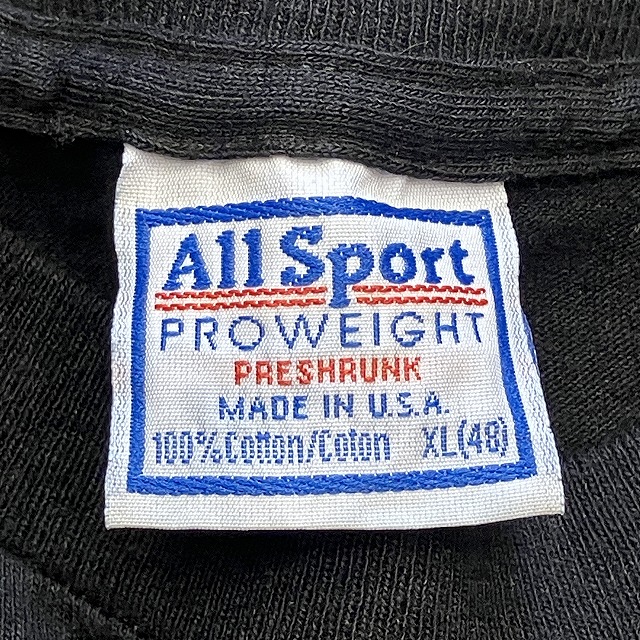 All Sport
PROWEIGHT
PRESHRUNK
MADE IN U.S.A.
100% Cotton/Coton XL(48)